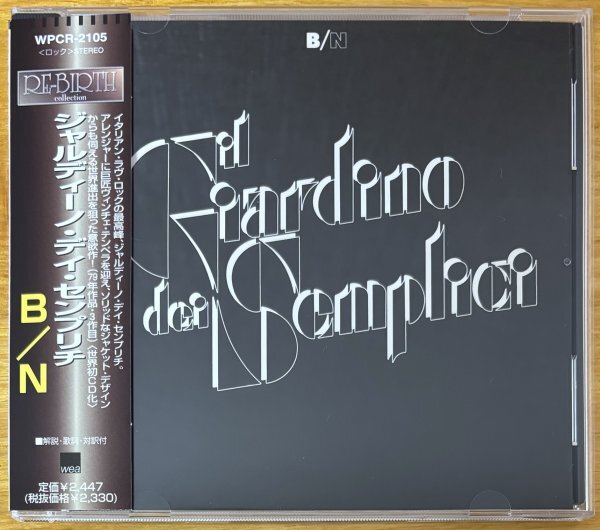 WPCR-2105
<ロック>STEREO
RE-BIRTH
collection
ジャルディーノ・デイ・センプリチ
B/N
イタリアン・ラヴ・ロックの最高峰、ジャルディーノ・デイ・センプリチ。
アレンジャーに巨匠ヴィンチェ・テンペラを迎え、ソリッドなジャケット・デザイン
からも伺える世界進出を狙った意欲作!(79年作品・3作目)〈世界初CD化〉
■解説・歌詞・対訳付
wea
定価¥2,447
(税抜価格¥2,330)
B/N
il
Giardino
dei Semplici